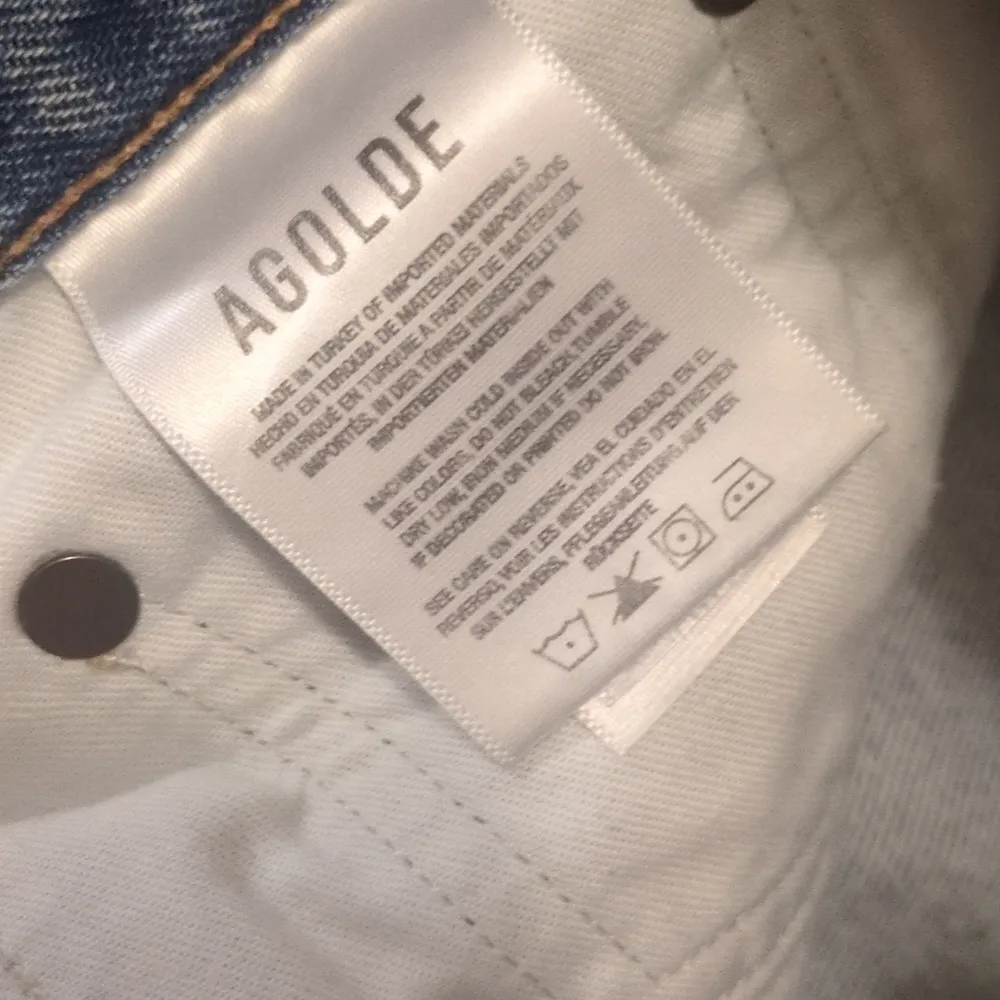 AGOLDE
MADE IN TURKEY OF IMPORTED MATERIALS
HECHO EN TURQUIA DE MATERIALES IMPORTADOS
FABRIQUÉ EN TURQUIE A PARTIR DE MATÉRIAUX
IMPORTÉS, IN DER TÜRKEI HERGESTELLT MIT
IMPORTIERTEN MATERIALIEN
MACHINE WASH COLD INSIDE OUT WITH
LIKE COLORS, DO NOT BLEACH, TUMBLE
DRY LOW, IRON MEDIUM IF NECESSARY,
IF DECORATED OR PRINTED DO NOT IRON.
SEE CARE ON REVERSE, VEA EL CUIDADO EN EL
REVERSO, VOIR LES INSTRUCTIONS D'ENTRETIEN
SUR L'ENVERS, PFLEGEANLEITUNG AUF DER
RÜCKSEITE